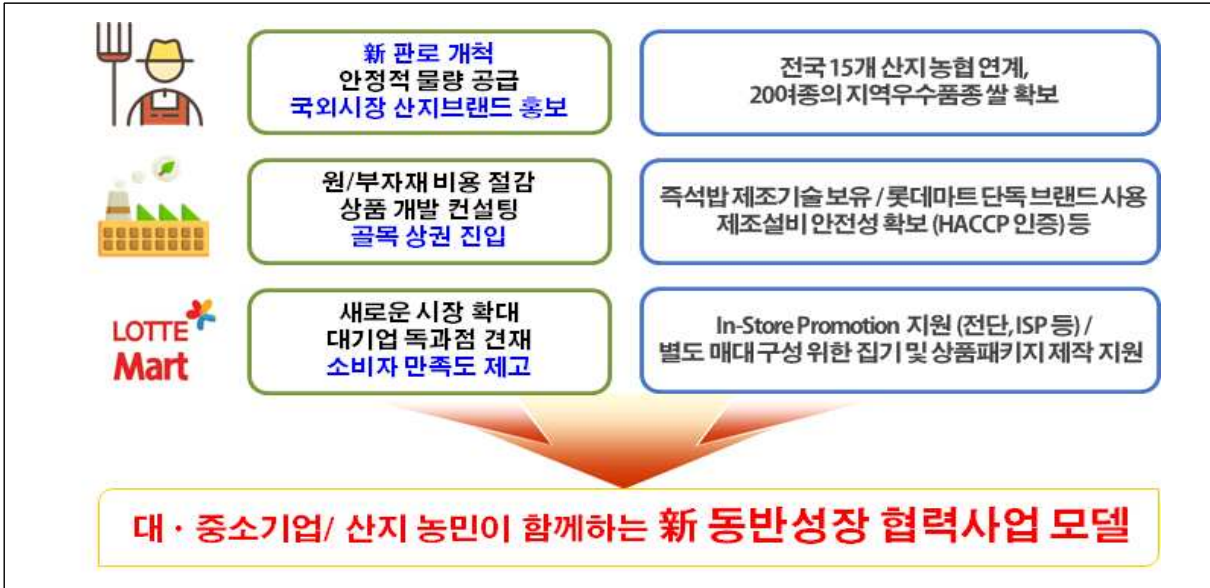 新 판로 개척
안정적 물량 공급
국외시장 산지브랜드 홍보
전국 15개 산지 농협 연계,
20여종의 지역우수품종 쌀 확보
원/부자재 비용 절감
상품 개발 컨설팅
골목 상권 진입
즉석밥 제조기술 보유 / 롯데마트 단독 브랜드 사용
제조설비 안전성 확보 (HACCP 인증) 등
LOTTE
Mart
새로운 시장 확대
대기업 독과점 견재
소비자 만족도 제고
In-Store Promotion 지원 (전단, ISP 등) /
별도 매대 구성 위한 집기 및 상품패키지 제작 지원
대 · 중소기업/ 산지 농민이 함께하는 新 동반성장 협력사업 모델